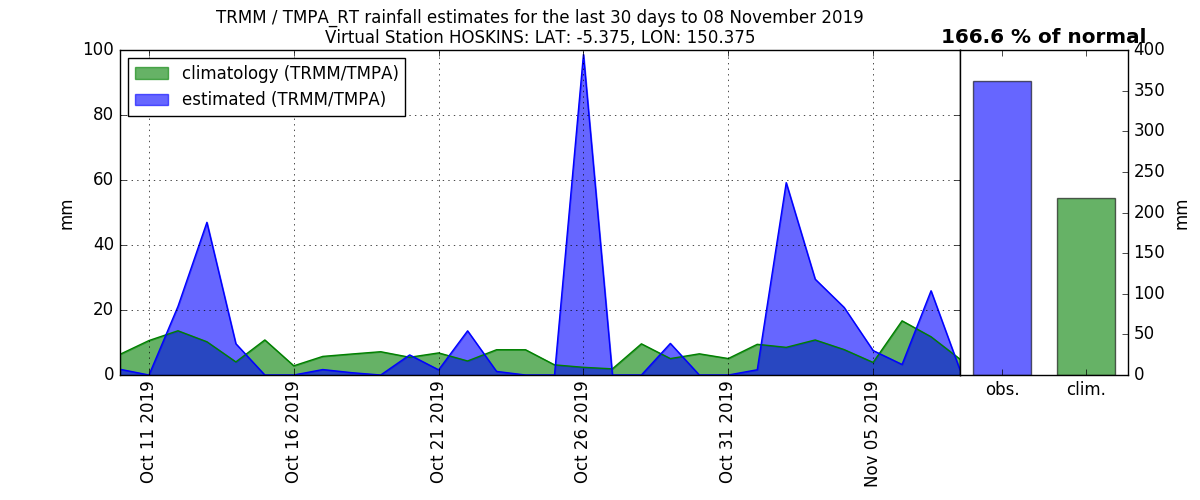 TRMM / TMPA_RT rainfall estimates for the last 30 days to 08 November 2019
Virtual Station HOSKINS: LAT: -5.375, LON: 150.375
166.6 % of normal
climatology (TRMM/TMPA)
estimated (TRMM/TMPA)
100
80
60
40
20
0
mm
Oct 11 2019
Oct 16 2019
Oct 21 2019
Oct 26 2019
Oct 31 2019
Nov 05 2019
obs.
clim.
400
350
300
250
200
150
100
50
0
mm